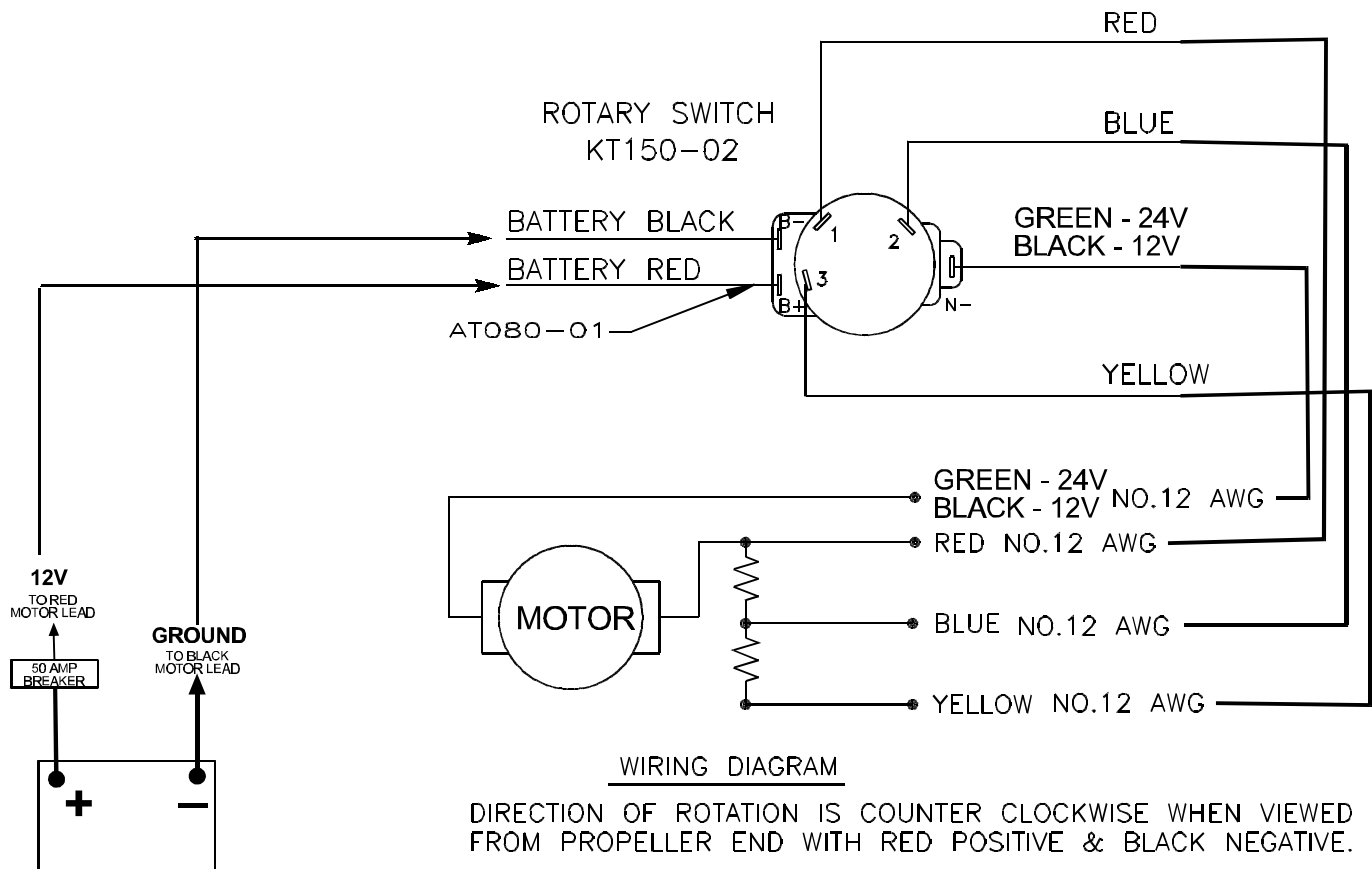 RED
ROTARY SWITCH
KT150-02
BLUE
BATTERY BLACK
B-
1
2
GREEN - 24V
BLACK - 12V
BATTERY RED
3
B+
N-
AT080-01
YELLOW
GREEN - 24V
BLACK - 12V NO.12 AWG
RED NO.12 AWG
MOTOR
BLUE NO.12 AWG
YELLOW NO.12 AWG
12V
TO RED
MOTOR LEAD
50 AMP
BREAKER
GROUND
TO BLACK
MOTOR LEAD
+
−
WIRING DIAGRAM
DIRECTION OF ROTATION IS COUNTER CLOCKWISE WHEN VIEWED
FROM PROPELLER END WITH RED POSITIVE & BLACK NEGATIVE.